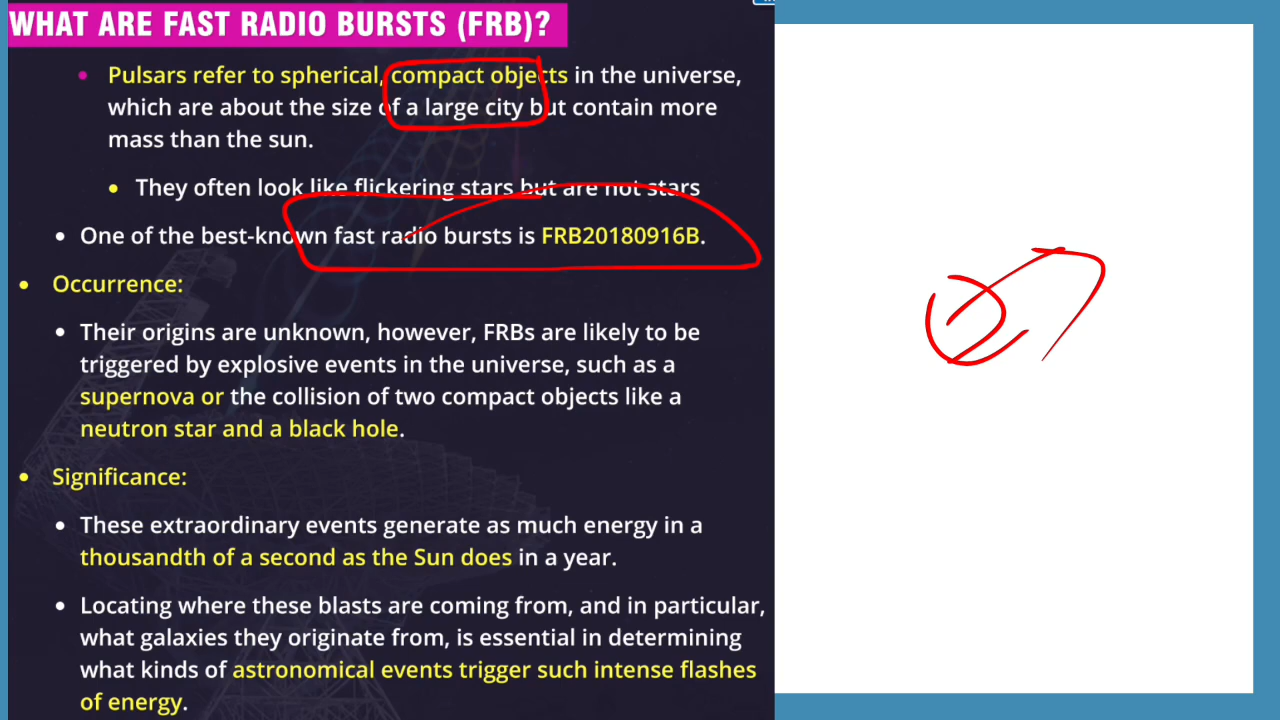 WHAT ARE FAST RADIO BURSTS (FRB)?
Pulsars refer to spherical, compact objects in the universe,
which are about the size of a large city but contain more
mass than the sun.
They often look like flickering stars but are not stars
One of the best-known fast radio bursts is FRB20180916B.
Occurrence:
Their origins are unknown, however, FRBs are likely to be
triggered by explosive events in the universe, such as a
supernova or the collision of two compact objects like a
neutron star and a black hole.
Significance:
These extraordinary events generate as much energy in a
thousandth of a second as the Sun does in a year.
Locating where these blasts are coming from, and in particular,
what galaxies they originate from, is essential in determining
what kinds of astronomical events trigger such intense flashes
of energy.